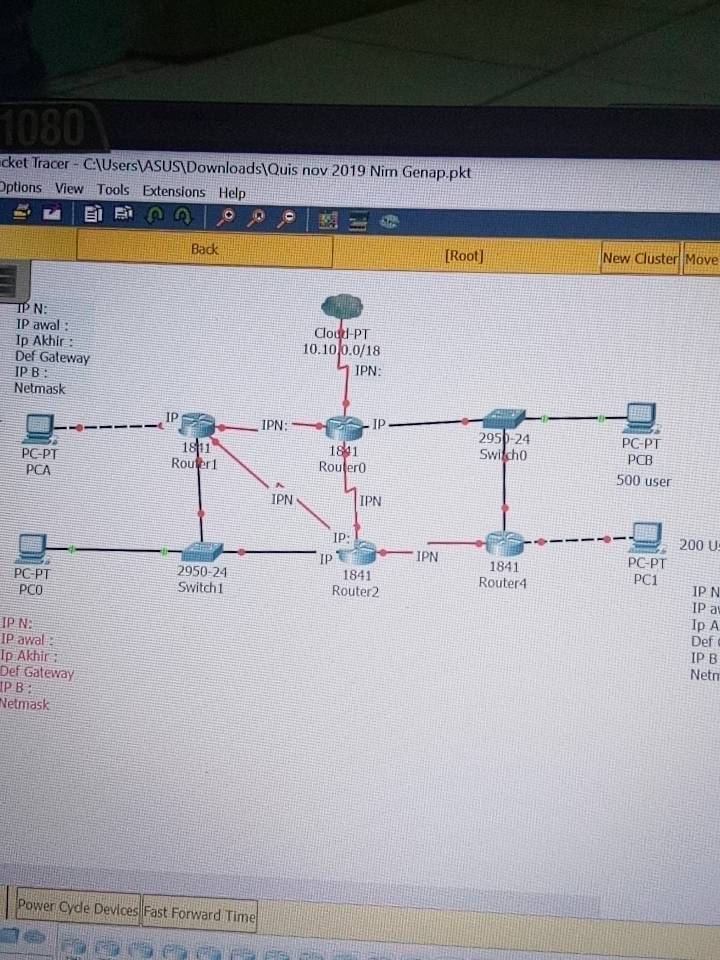 1080
cket Tracer - C:\Users\ASUS\Downloads\Quis nov 2019 Nim Genap.pkt
Options View Tools Extensions Help
Back [Root] New Cluster Move
IP N:
IP awal :
Ip Akhir :
Def Gateway
IP B :
Netmask
Cloud-PT
10.10.0.0/18
IPN:
PC-PT
PCA
IP
1841
Router1
IPN:
1841
Router0
IP
2950-24
Switch0
PC-PT
PCB
500 user
IPN
IPN
PC-PT
PC0
2950-24
Switch1
IP:
IP
1841
Router2
IPN
1841
Router4
PC-PT
PC1
200 U
IP N:
IP awal :
Ip Akhir :
Def Gateway
IP B :
Netmask
IP N
IP a
Ip A
Def
IP B
Netm
Power Cycle Devices Fast Forward Time